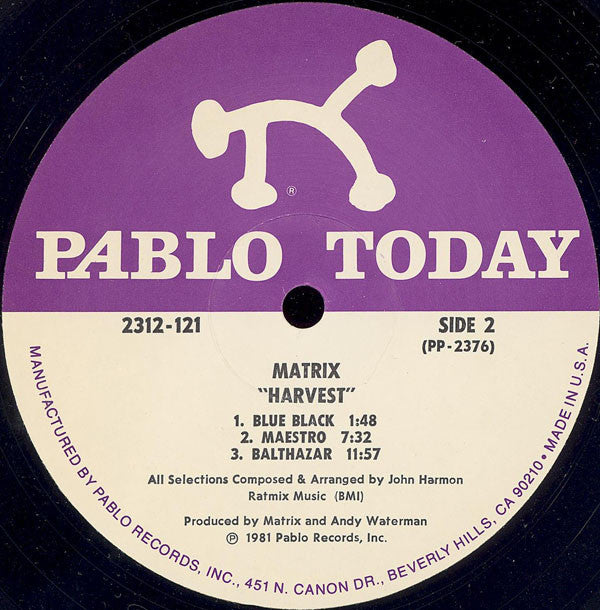 ®
PABLO TODAY
2312-121
SIDE 2
(PP-2376)
MATRIX
"HARVEST"
1. BLUE BLACK 1:48
2. MAESTRO 7:32
3. BALTHAZAR 11:57
All Selections Composed & Arranged by John Harmon
Ratmix Music (BMI)
Produced by Matrix and Andy Waterman
℗ 1981 Pablo Records, Inc.
MANUFACTURED BY PABLO RECORDS, INC., 451 N. CANON DR., BEVERLY HILLS, CA 90210 • MADE IN U.S.A.